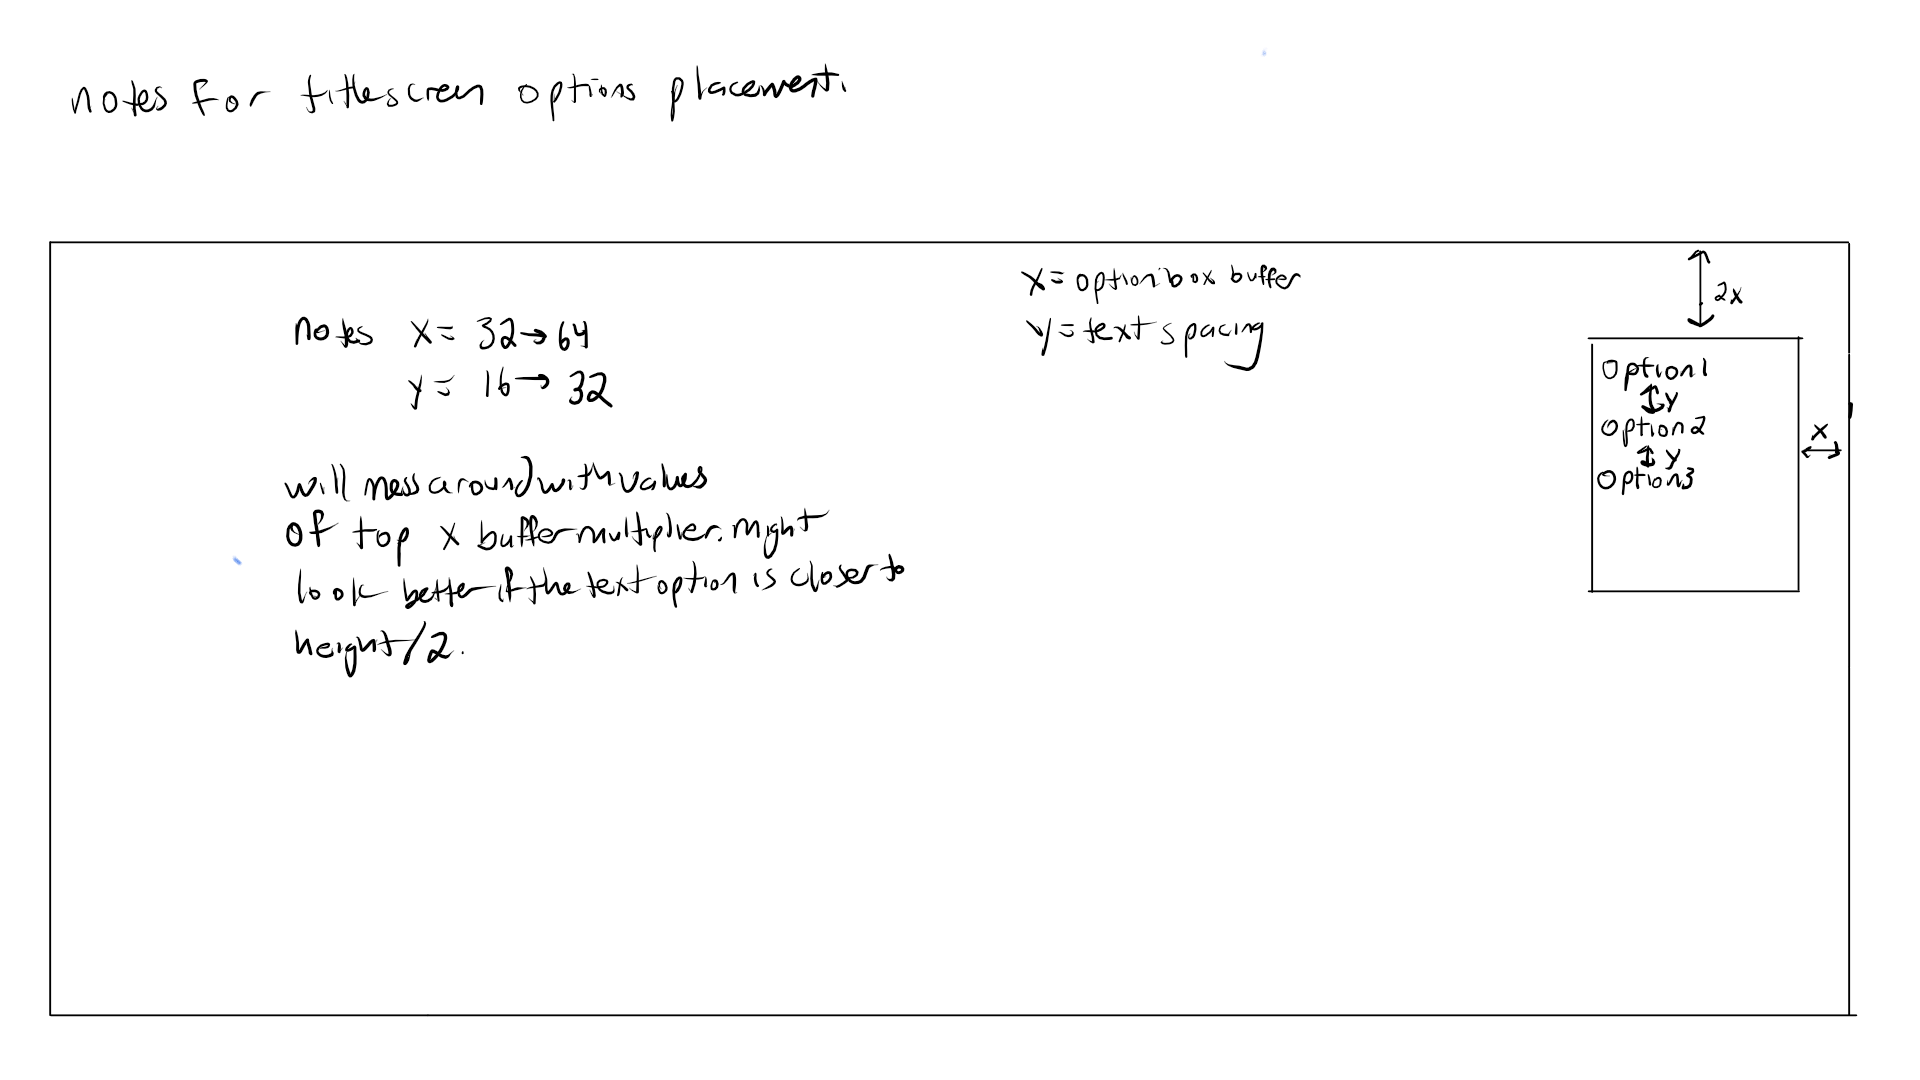 notes for titlescreen options placement.
x = option box buffer
y = text spacing
2x
notes x = 32→64
y = 16→32
option1
y
option2
x
y
option3
will mess around with values
of top x buffer multiplier. might
look better if the text option is closer to
height/2.